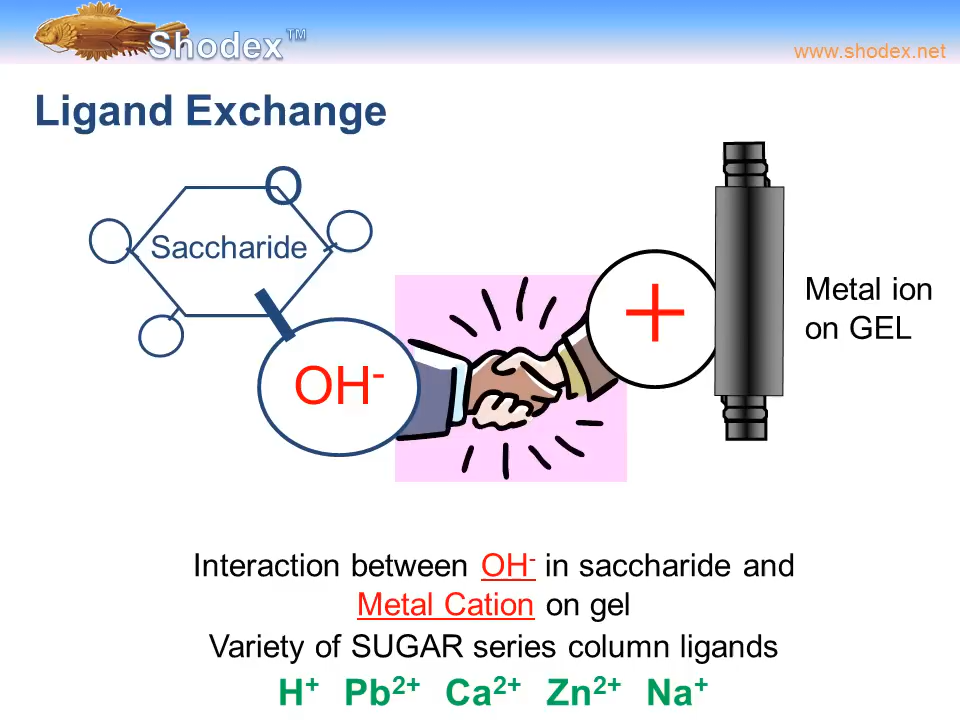 Shodex™
www.shodex.net
Ligand Exchange
O
Saccharide
OH⁻
+
Metal ion
on GEL
Interaction between OH⁻ in saccharide and
Metal Cation on gel
Variety of SUGAR series column ligands
H⁺ Pb²⁺ Ca²⁺ Zn²⁺ Na⁺